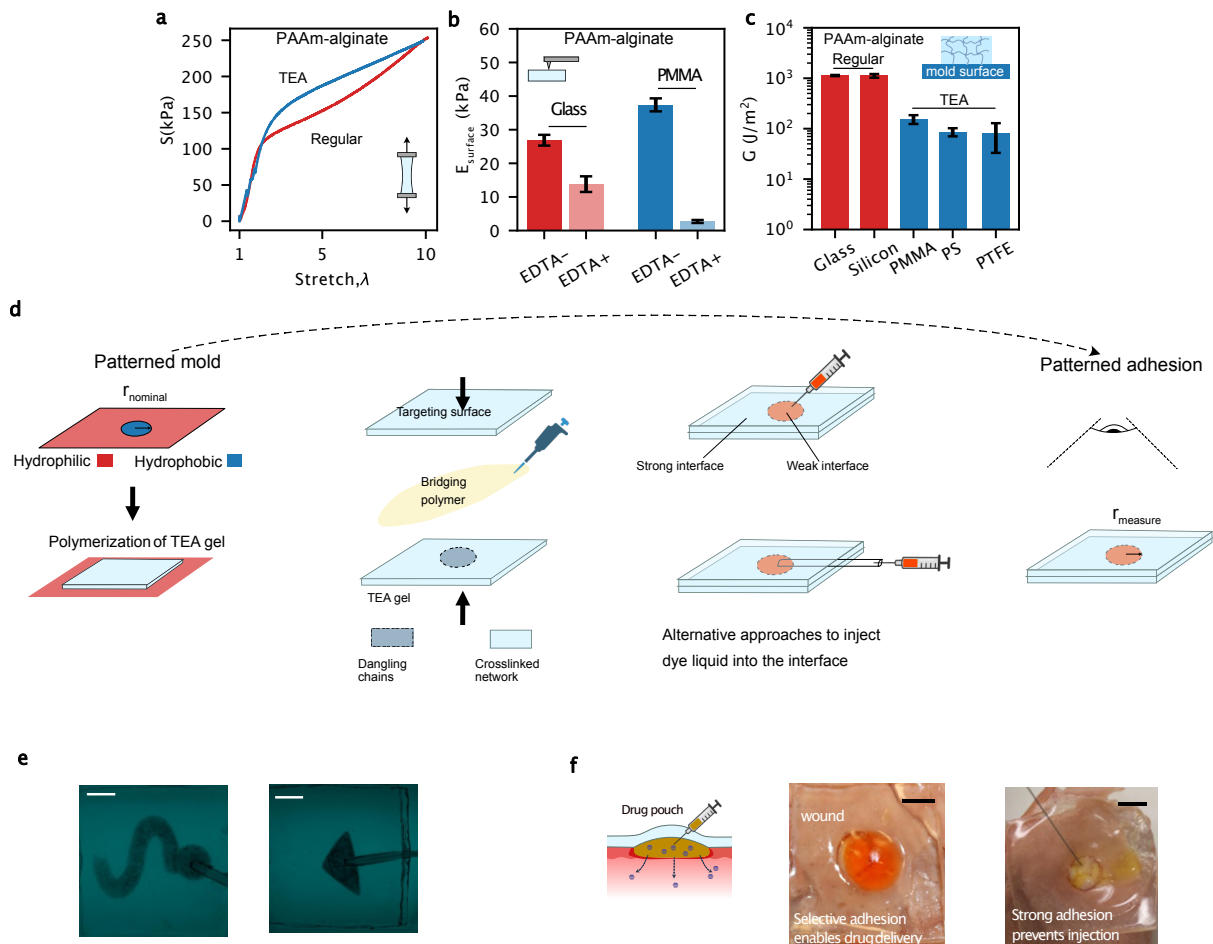 a
PAAm-alginate
250
200
150
100
50
0
S(kPa)
TEA
Regular
1
5
10
Stretch,λ
b
PAAm-alginate
60
50
40
30
20
10
0
E_surface (kPa)
Glass
PMMA
EDTA−
EDTA+
EDTA−
EDTA+
c
PAAm-alginate
Regular
mold surface
TEA
10⁴
10³
10²
10¹
10⁰
G (J/m²)
Glass
Silicon
PMMA
PS
PTFE
d
Patterned mold
r_nominal
Hydrophilic
Hydrophobic
Polymerization of TEA gel
Targeting surface
Bridging
polymer
TEA gel
Dangling
chains
Crosslinked
network
Strong interface
Weak interface
Alternative approaches to inject
dye liquid into the interface
Patterned adhesion
r_measure
e
f
Drug pouch
wound
Selective adhesion
enables drug delivery
Strong adhesion
prevents injection